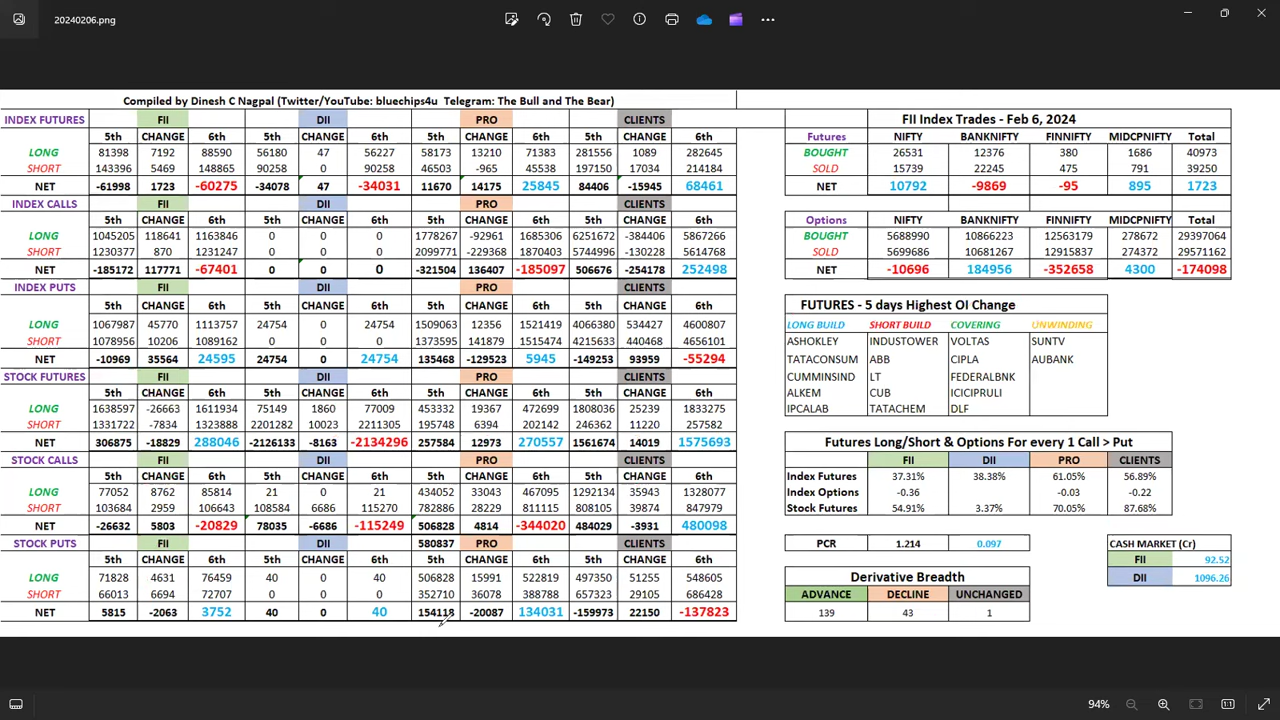 20240206.png
Compiled by Dinesh C Nagpal (Twitter/YouTube: bluechips4u Telegram: The Bull and The Bear)
INDEX FUTURES FII DII PRO CLIENTS
5th CHANGE 6th 5th CHANGE 6th 5th CHANGE 6th 5th CHANGE 6th
LONG 81398 7192 88590 56180 47 56227 58173 13210 71383 281556 1089 282645
SHORT 143396 5469 148865 90258 0 90258 46503 -965 45538 197150 17034 214184
NET -61998 1723 -60275 -34078 47 -34031 11670 14175 25845 84406 -15945 68461
INDEX CALLS FII DII PRO CLIENTS
5th CHANGE 6th 5th CHANGE 6th 5th CHANGE 6th 5th CHANGE 6th
LONG 1045205 118641 1163846 0 0 0 1778267 -92961 1685306 6251672 -384406 5867266
SHORT 1230377 870 1231247 0 0 0 2099771 -229368 1870403 5744996 -130228 5614768
NET -185172 117771 -67401 0 0 0 -321504 136407 -185097 506676 -254178 252498
INDEX PUTS FII DII PRO CLIENTS
5th CHANGE 6th 5th CHANGE 6th 5th CHANGE 6th 5th CHANGE 6th
LONG 1067987 45770 1113757 24754 0 24754 1509063 12356 1521419 4066380 534427 4600807
SHORT 1078956 10206 1089162 0 0 0 1373595 141879 1515474 4215633 440468 4656101
NET -10969 35564 24595 24754 0 24754 135468 -129523 5945 -149253 93959 -55294
STOCK FUTURES FII DII PRO CLIENTS
5th CHANGE 6th 5th CHANGE 6th 5th CHANGE 6th 5th CHANGE 6th
LONG 1638597 -26663 1611934 75149 1860 77009 453332 19367 472699 1808036 25239 1833275
SHORT 1331722 -7834 1323888 2201282 10023 2211305 195748 6394 202142 246362 11220 257582
NET 306875 -18829 288046 -2126133 -8163 -2134296 257584 12973 270557 1561674 14019 1575693
STOCK CALLS FII DII PRO CLIENTS
5th CHANGE 6th 5th CHANGE 6th 5th CHANGE 6th 5th CHANGE 6th
LONG 77052 8762 85814 21 0 21 434052 33043 467095 1292134 35943 1328077
SHORT 103684 2959 106643 108584 6686 115270 782886 28229 811115 808105 39874 847979
NET -26632 5803 -20829 78035 -6686 -115249 506828 4814 -344020 484029 -3931 480098
STOCK PUTS FII DII 580837 PRO CLIENTS
5th CHANGE 6th 5th CHANGE 6th 5th CHANGE 6th 5th CHANGE 6th
LONG 71828 4631 76459 40 0 40 506828 15991 522819 497350 51255 548605
SHORT 66013 6694 72707 0 0 0 352710 36078 388788 657323 29105 686428
NET 5815 -2063 3752 40 0 40 154118 -20087 134031 -159973 22150 -137823
FII Index Trades - Feb 6, 2024
Futures NIFTY BANKNIFTY FINNIFTY MIDCPNIFTY Total
BOUGHT 26531 12376 380 1686 40973
SOLD 15739 22245 475 791 39250
NET 10792 -9869 -95 895 1723
Options NIFTY BANKNIFTY FINNIFTY MIDCPNIFTY Total
BOUGHT 5688990 10866223 12563179 278672 29397064
SOLD 5699686 10681267 12915837 274372 29571162
NET -10696 184956 -352658 4300 -174098
FUTURES - 5 days Highest OI Change
LONG BUILD SHORT BUILD COVERING UNWINDING
ASHOKLEY INDUSTOWER VOLTAS SUNTV
TATACONSUM ABB CIPLA AUBANK
CUMMINSIND LT FEDERALBNK
ALKEM CUB ICICIPRULI
IPCALAB TATACHEM DLF
Futures Long/Short & Options For every 1 Call > Put
FII DII PRO CLIENTS
Index Futures 37.31% 38.38% 61.05% 56.89%
Index Options -0.36 -0.03 -0.22
Stock Futures 54.91% 3.37% 70.05% 87.68%
PCR 1.214 0.097
CASH MARKET (Cr)
FII 92.52
DII 1096.26
Derivative Breadth
ADVANCE DECLINE UNCHANGED
139 43 1
94%